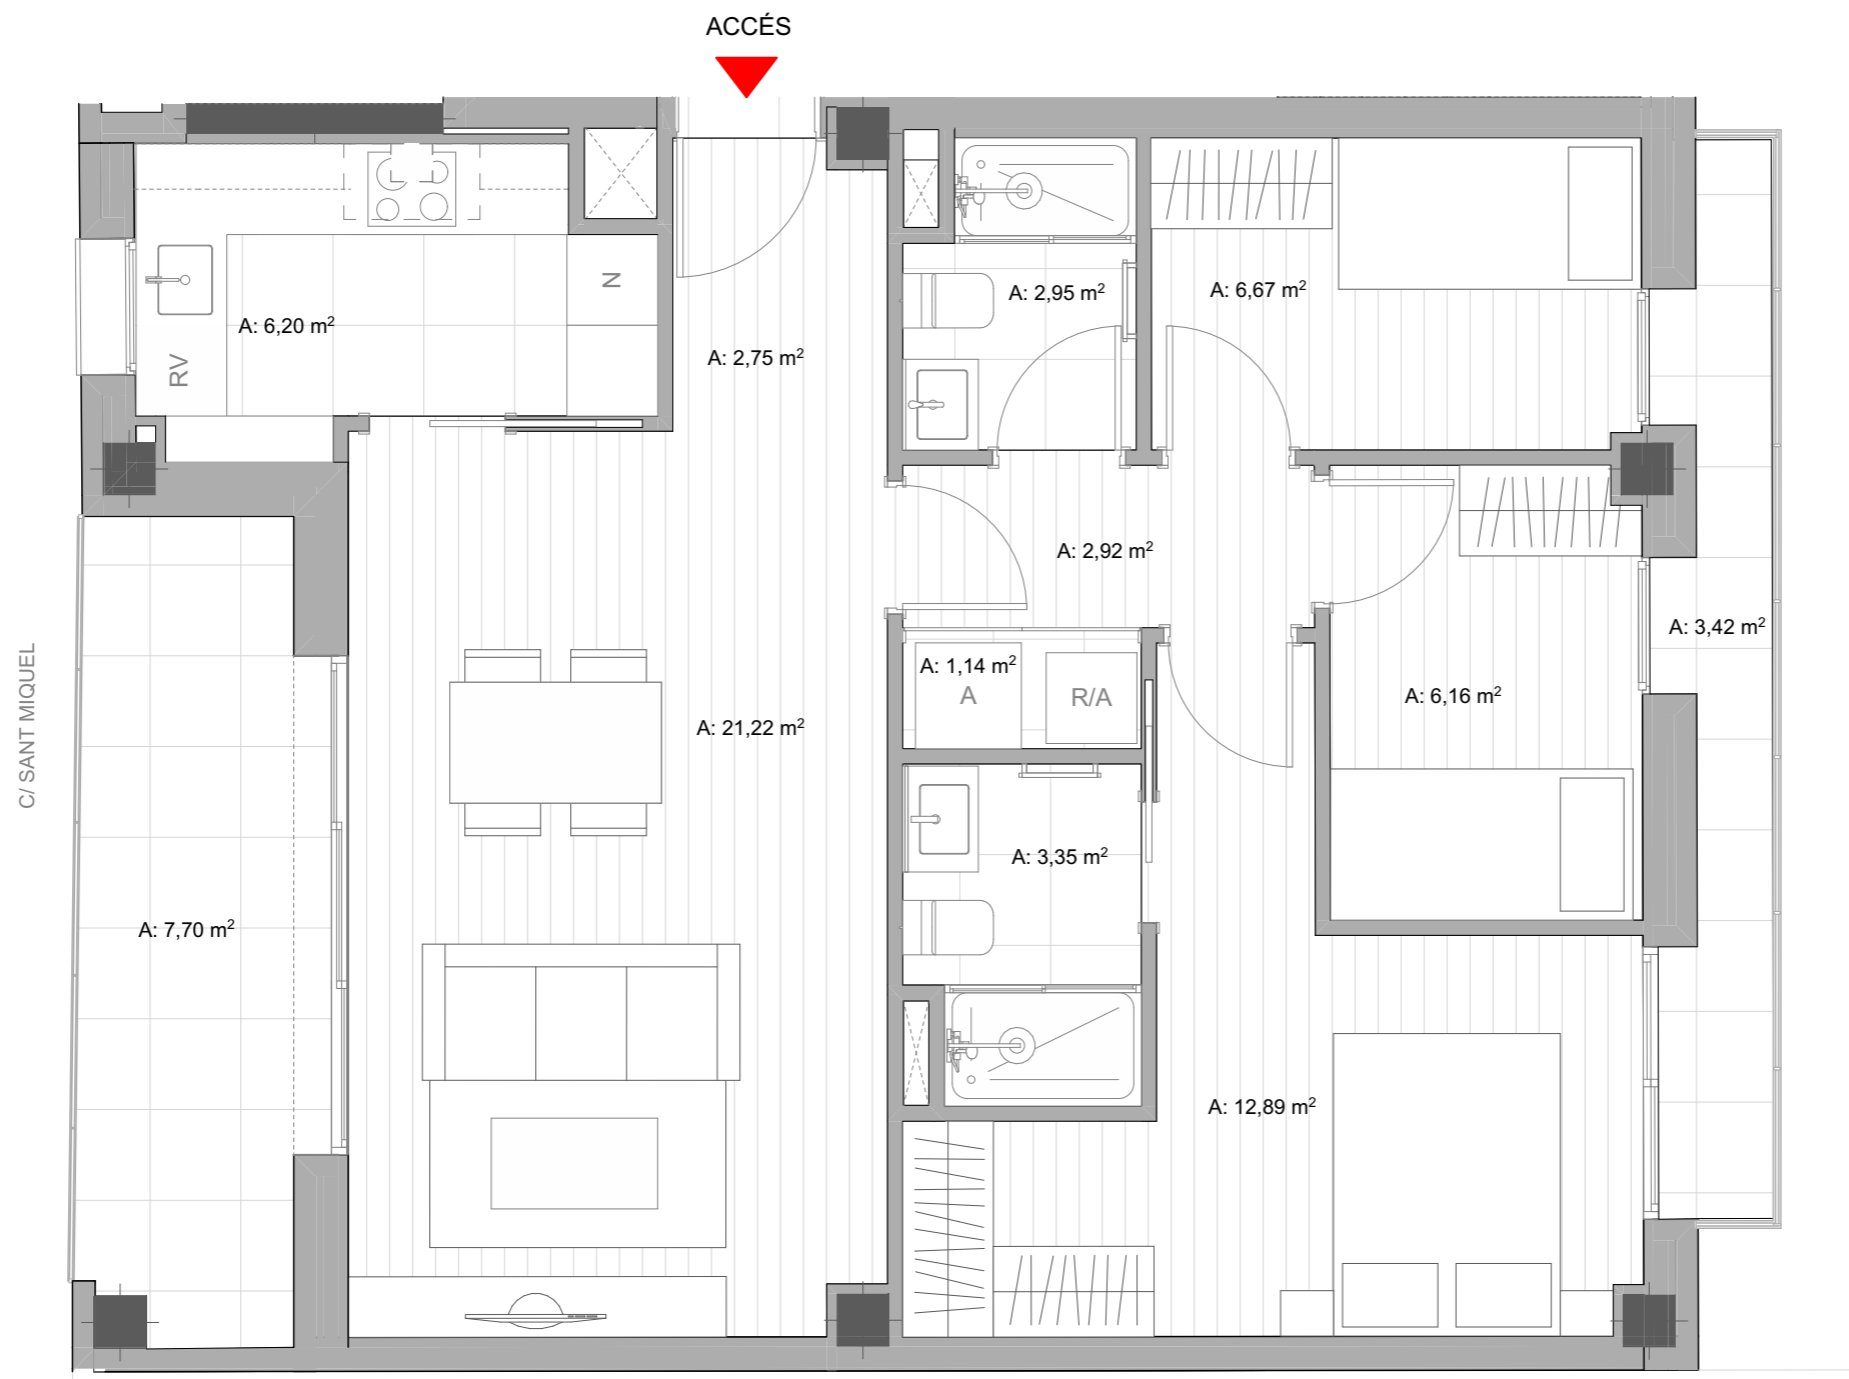 ACCÉS
A: 2,95 m²
A: 6,67 m²
N
A: 6,20 m²
A: 2,75 m²
RV
A: 2,92 m²
A: 3,42 m²
A: 1,14 m²
A
R/A
A: 6,16 m²
C/ SANT MIQUEL
A: 21,22 m²
A: 3,35 m²
A: 7,70 m²
A: 12,89 m²